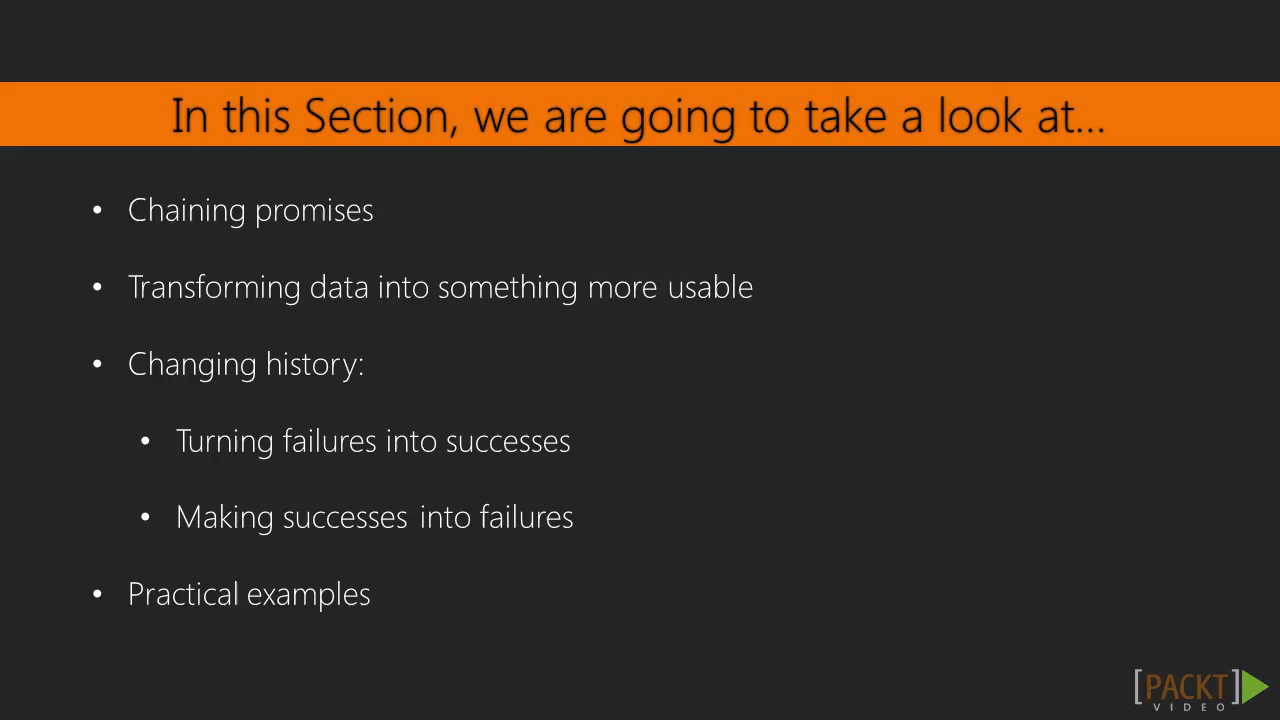 In this Section, we are going to take a look at...
• Chaining promises
• Transforming data into something more usable
• Changing history:
• Turning failures into successes
• Making successes into failures
• Practical examples
[PACKT]
VIDEO